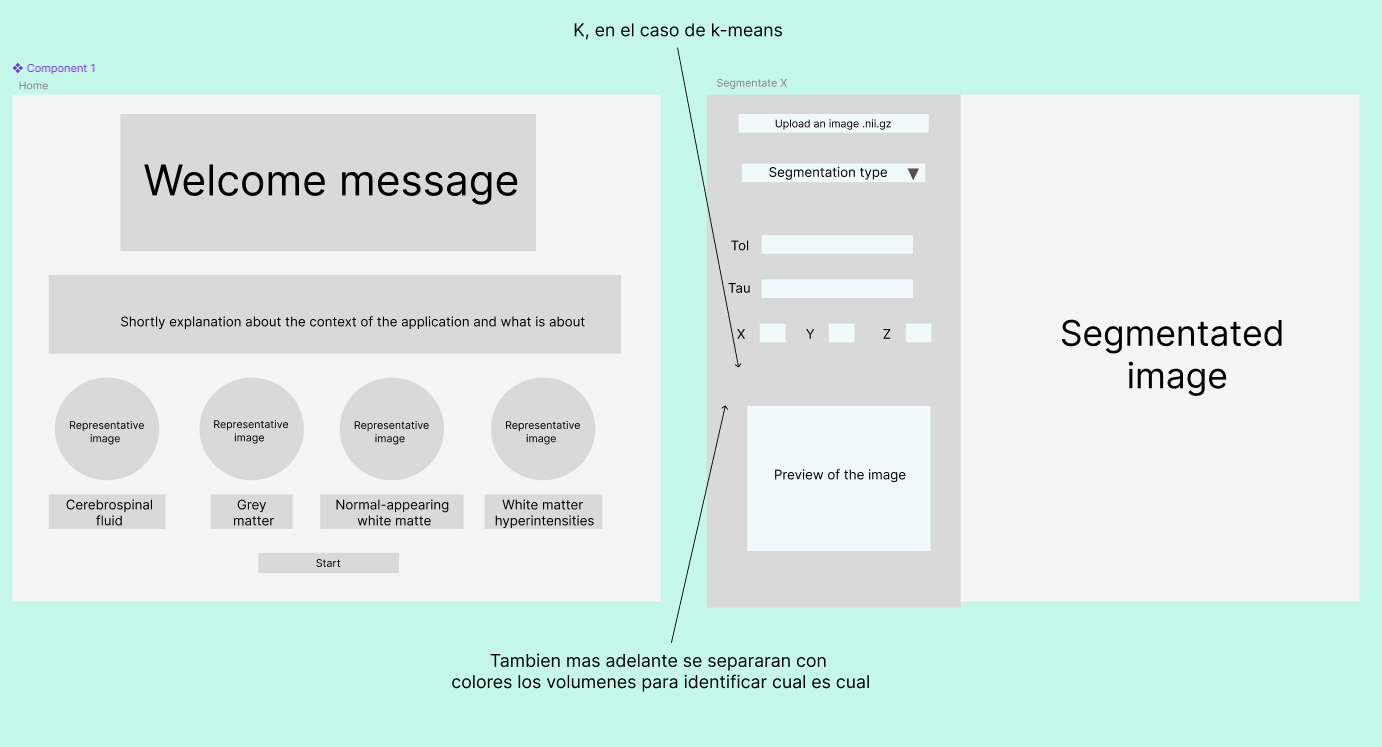 K, en el caso de k-means
Component 1
Home
Welcome message
Shortly explanation about the context of the application and what is about
Representative
image
Representative
image
Representative
image
Representative
image
Cerebrospinal
fluid
Grey
matter
Normal-appearing
white matte
White matter
hyperintensities
Start
Segmentate X
Upload an image .nii.gz
Segmentation type
Tol
Tau
X Y Z
Preview of the image
Segmentated
image
Tambien mas adelante se separaran con
colores los volumenes para identificar cual es cual